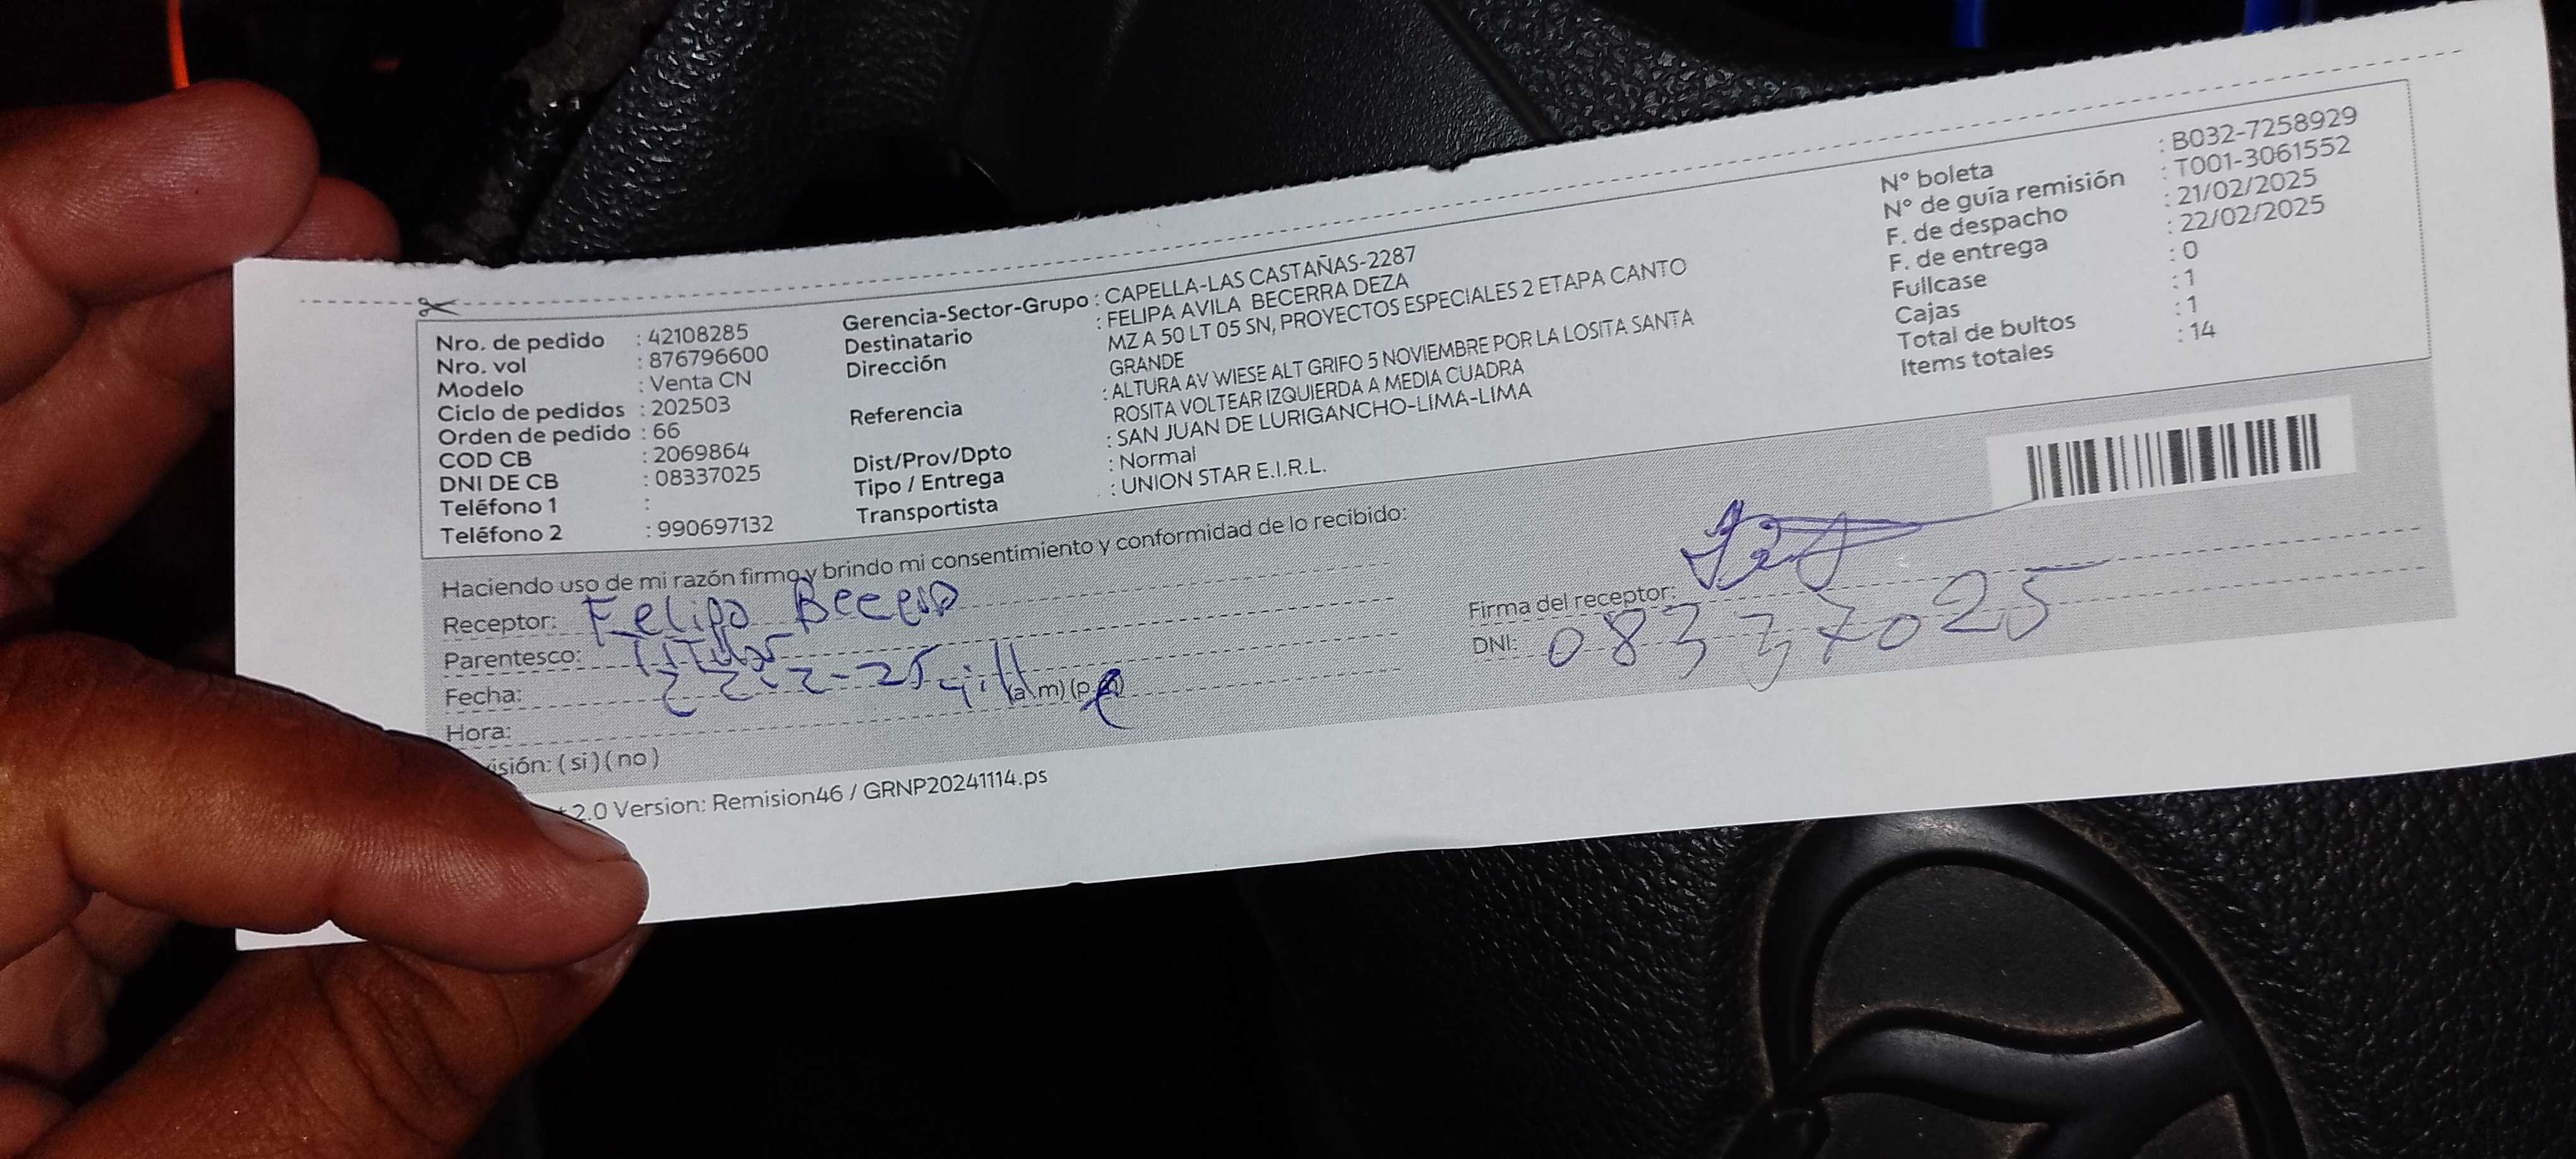 Nro. de pedido : 42108285
Nro. vol : 876796600
Modelo : Venta CN
Ciclo de pedidos : 202503
Orden de pedido : 66
COD CB : 2069864
DNI DE CB : 08337025
Teléfono 1 :
Teléfono 2 : 990697132
Gerencia-Sector-Grupo : CAPELLA-LAS CASTAÑAS-2287
Destinatario : FELIPA AVILA BECERRA DEZA
Dirección MZ A 50 LT 05 SN, PROYECTOS ESPECIALES 2 ETAPA CANTO
GRANDE
Referencia : ALTURA AV WIESE ALT GRIFO 5 NOVIEMBRE POR LA LOSITA SANTA
ROSITA VOLTEAR IZQUIERDA A MEDIA CUADRA
Dist/Prov/Dpto : SAN JUAN DE LURIGANCHO-LIMA-LIMA
Tipo / Entrega : Normal
Transportista : UNION STAR E.I.R.L.
N° boleta : B032-7258929
N° de guía remisión : T001-3061552
F. de despacho : 21/02/2025
F. de entrega : 22/02/2025
Fullcase : 0
Cajas : 1
Total de bultos : 1
Items totales : 14
Haciendo uso de mi razón firmo y brindo mi consentimiento y conformidad de lo recibido:
Receptor: Felipa
Parentesco: Titular
Fecha: 22-2-25
Hora: (a m) (p
isión: ( si ) ( no )
Firma del receptor:
DNI: 08337025
2.0 Version: Remision46 / GRNP20241114.ps